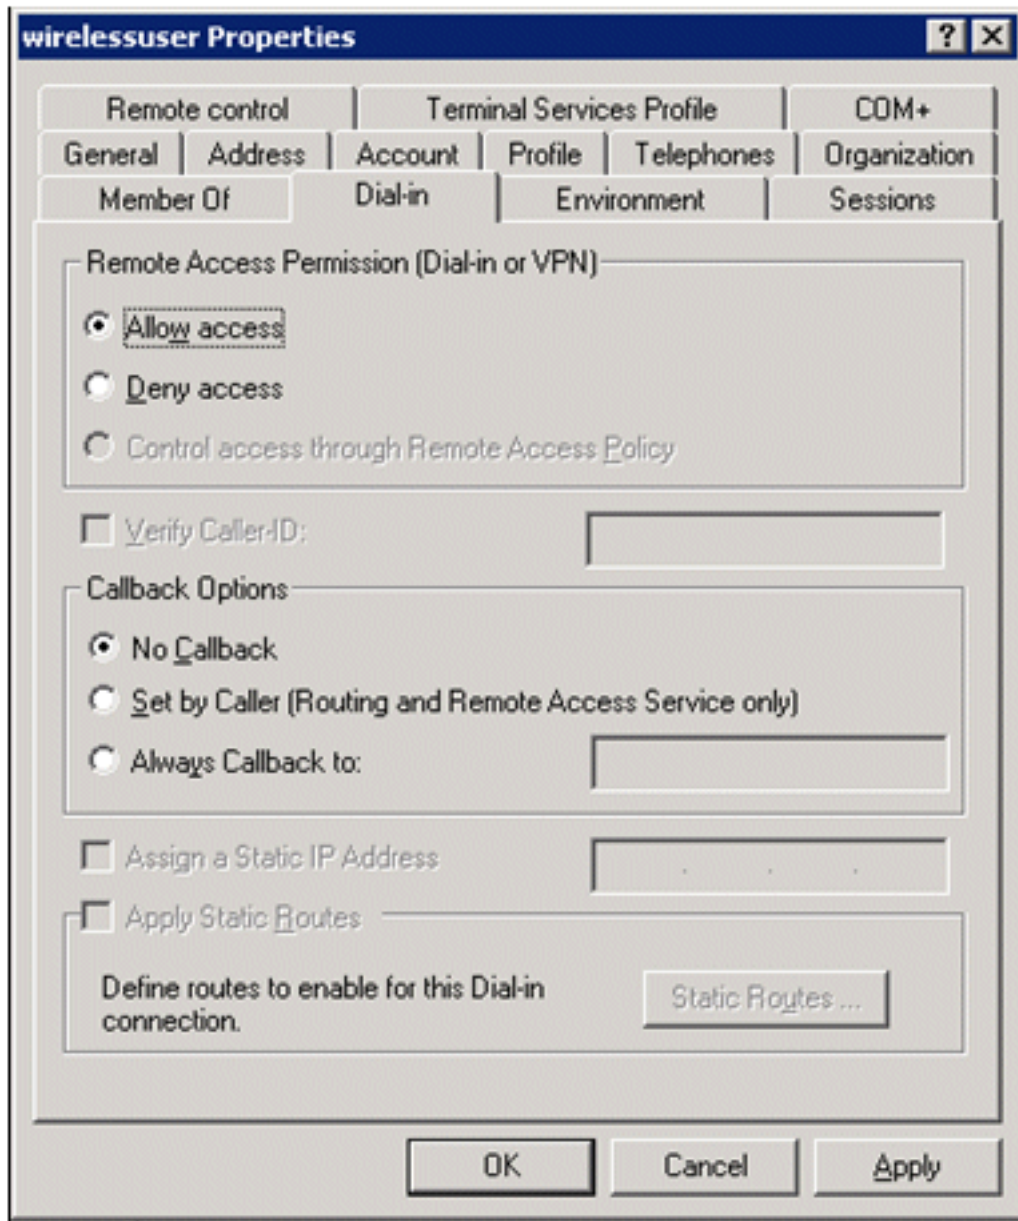 wirelessuser Properties
Remote control Terminal Services Profile COM+
General Address Account Profile Telephones Organization
Member Of Dial-in Environment Sessions
Remote Access Permission (Dial-in or VPN)
Allow access
Deny access
Control access through Remote Access Policy
Verify Caller-ID:
Callback Options
No Callback
Set by Caller (Routing and Remote Access Service only)
Always Callback to:
Assign a Static IP Address
Apply Static Routes
Define routes to enable for this Dial-in
connection.
Static Routes ...
OK Cancel Apply